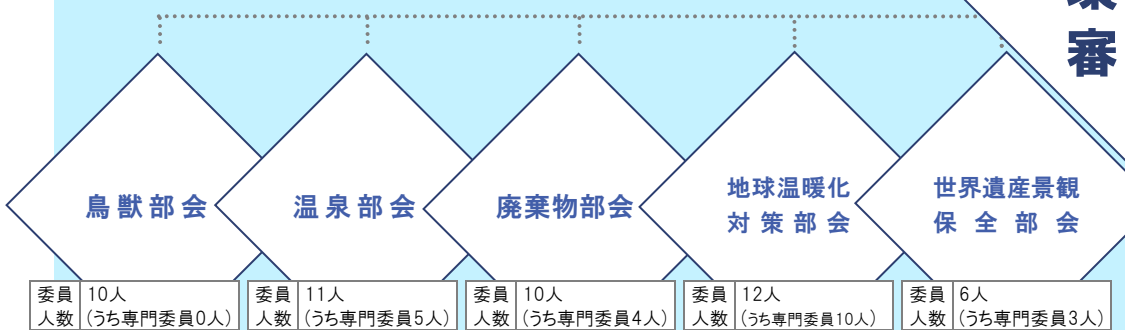 審
鳥獣部会
温泉部会
廃棄物部会
地球温暖化
対策部会
世界遺産景観
保全部会
委員 10人
人数 (うち専門委員0人)
委員 11人
人数 (うち専門委員5人)
委員 10人
人数 (うち専門委員4人)
委員 12人
人数 (うち専門委員10人)
委員 6人
人数 (うち専門委員3人)